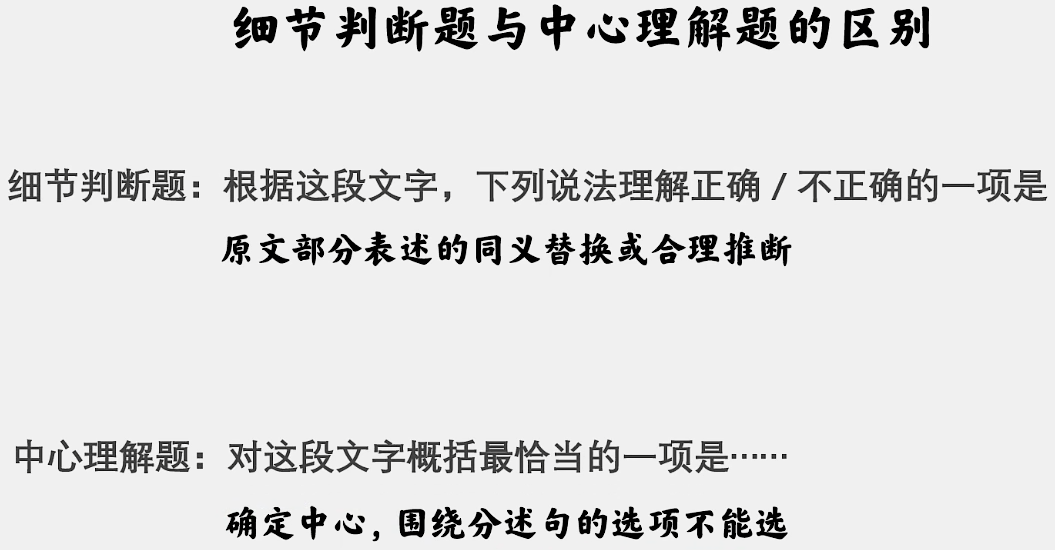 细节判断题与中心理解题的区别
细节判断题：根据这段文字，下列说法理解正确 / 不正确的一项是
原文部分表述的同义替换或合理推断
中心理解题：对这段文字概括最恰当的一项是……
确定中心，围绕分述句的选项不能选